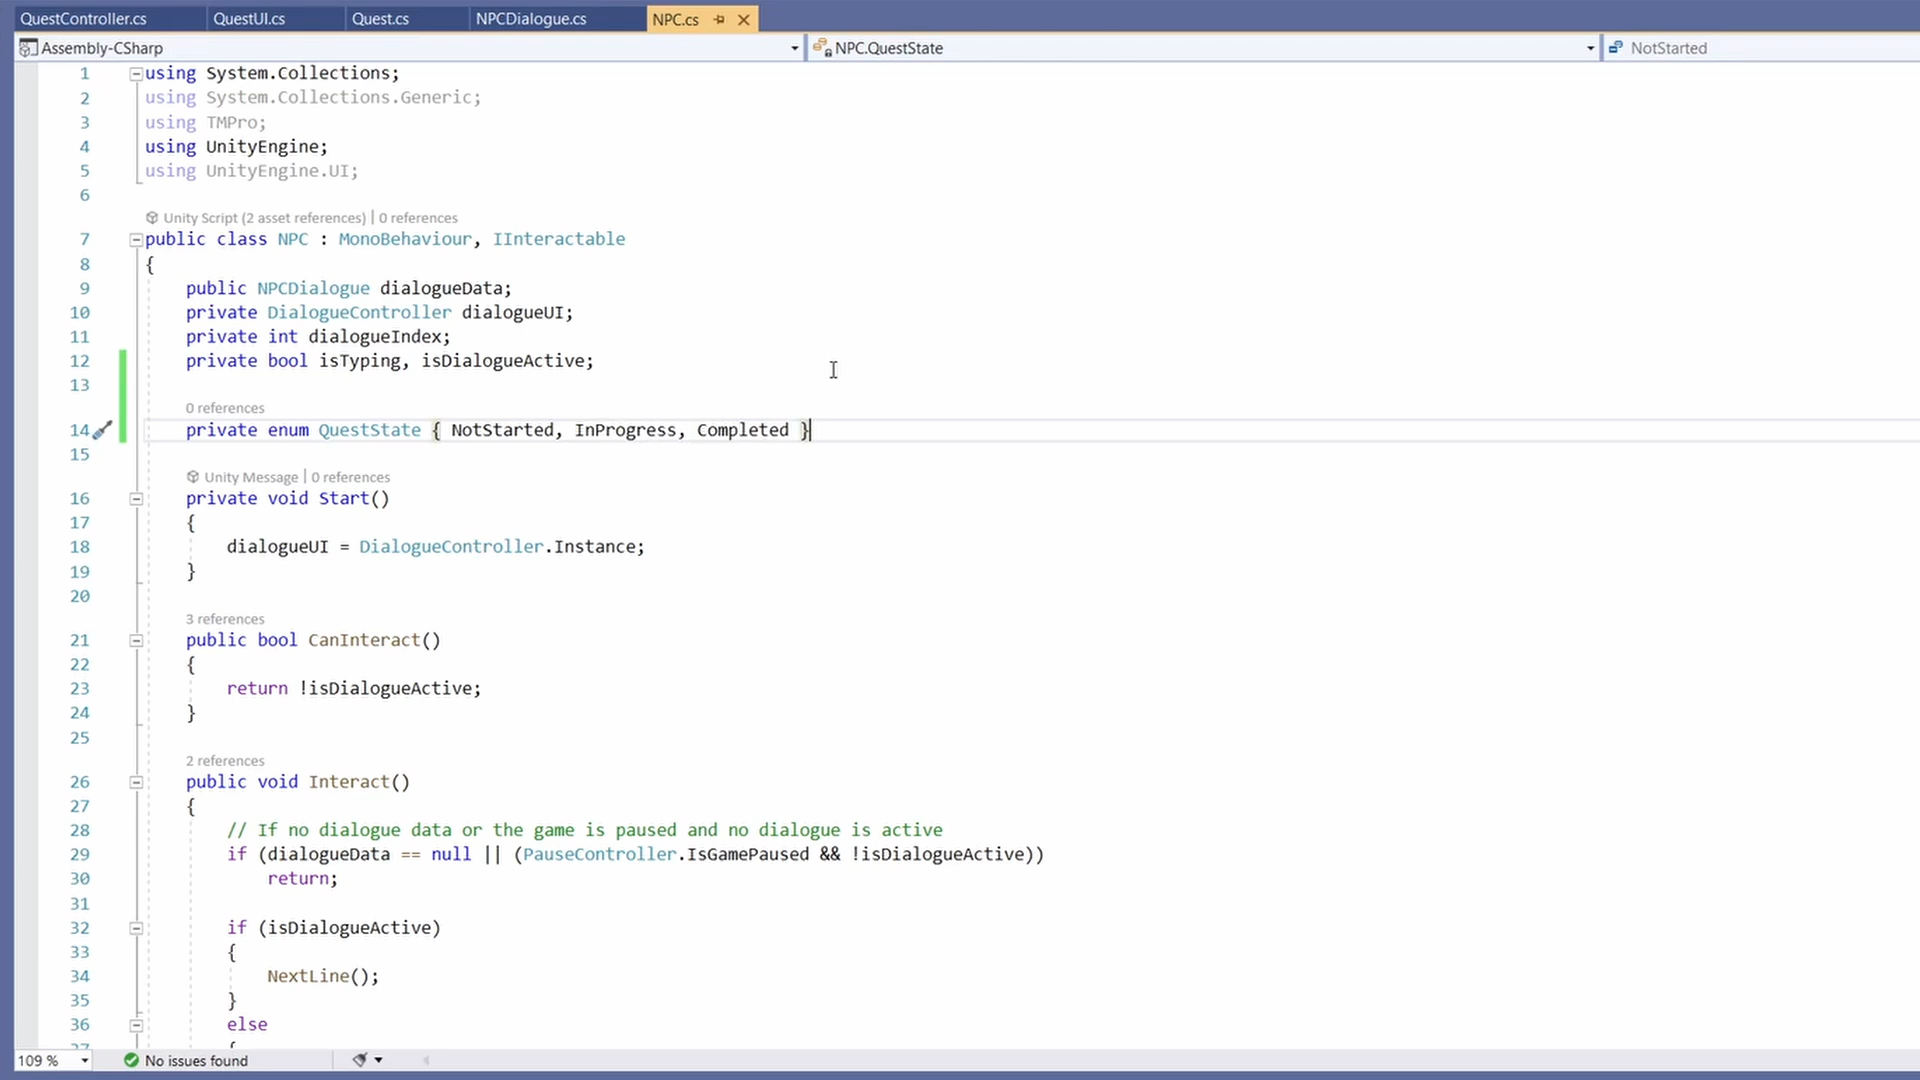 QuestController.cs QuestUI.cs Quest.cs NPCDialogue.cs NPC.cs
Assembly-CSharp NPC.QuestState NotStarted
1 using System.Collections;
2 using System.Collections.Generic;
3 using TMPro;
4 using UnityEngine;
5 using UnityEngine.UI;
6
Unity Script (2 asset references) | 0 references
7 public class NPC : MonoBehaviour, IInteractable
8 {
9 public NPCDialogue dialogueData;
10 private DialogueController dialogueUI;
11 private int dialogueIndex;
12 private bool isTyping, isDialogueActive;
13
0 references
14 private enum QuestState { NotStarted, InProgress, Completed }
15
Unity Message | 0 references
16 private void Start()
17 {
18 dialogueUI = DialogueController.Instance;
19 }
20
3 references
21 public bool CanInteract()
22 {
23 return !isDialogueActive;
24 }
25
2 references
26 public void Interact()
27 {
28 // If no dialogue data or the game is paused and no dialogue is active
29 if (dialogueData == null || (PauseController.IsGamePaused && !isDialogueActive))
30 return;
31
32 if (isDialogueActive)
33 {
34 NextLine();
35 }
36 else
37 {
109 % No issues found